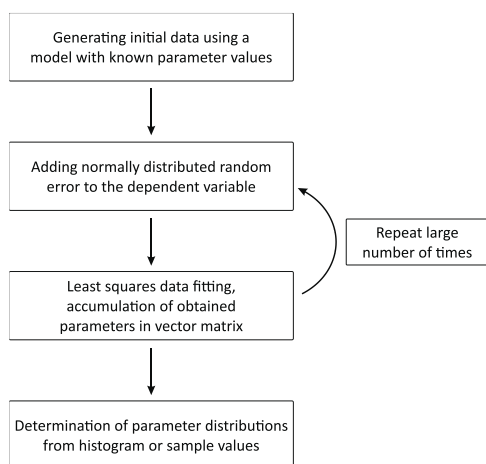 Generating initial data using a
model with known parameter values
Adding normally distributed random
error to the dependent variable
Repeat large
number of times
Least squares data fitting,
accumulation of obtained
parameters in vector matrix
Determination of parameter distributions
from histogram or sample values